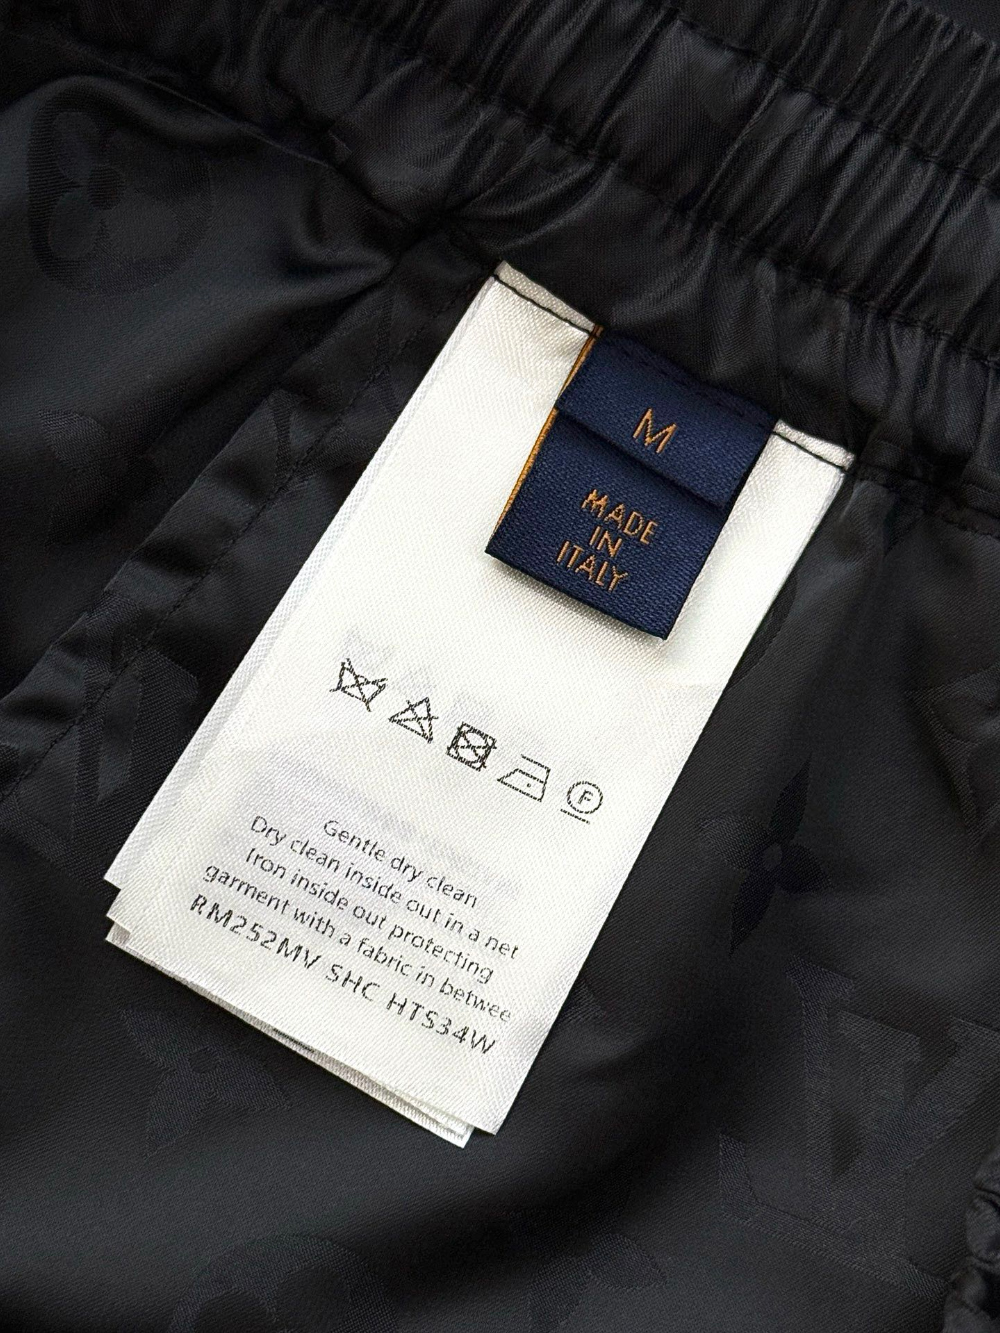 M
MADE
IN
ITALY
F
Gentle dry clean
Dry clean inside out in a net
Iron inside out protecting
garment with a fabric in betwee
RM252MV SHC HTS34W